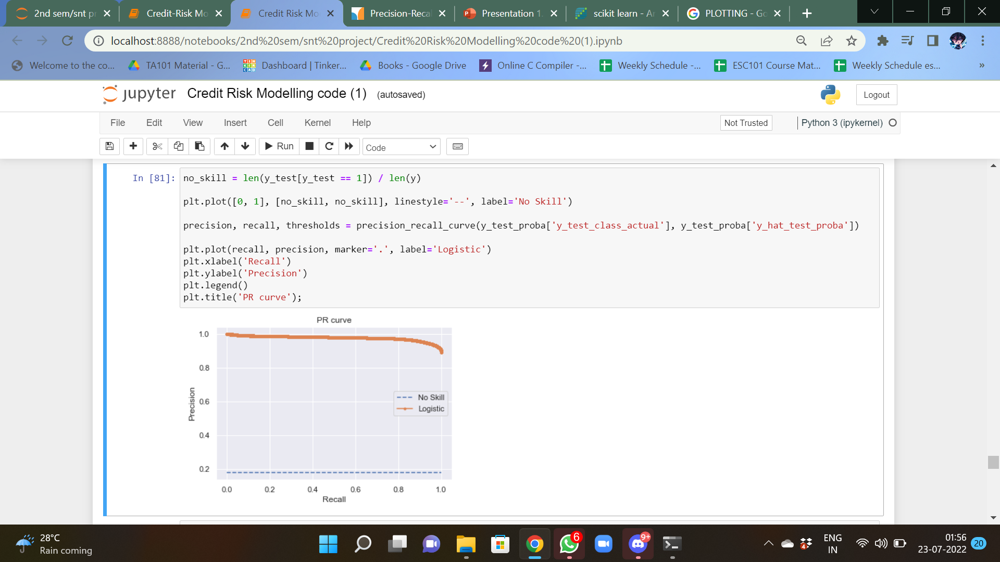 2nd sem/snt pr
Credit-Risk Mo
Credit Risk Mo
Precision-Reca
Presentation 1.
scikit learn - Ar
PLOTTING - Go
localhost:8888/notebooks/2nd%20sem/snt%20project/Credit%20Risk%20Modelling%20code%20(1).ipynb
Welcome to the co...
TA101 Material - G...
Dashboard | Tinker...
Books - Google Drive
Online C Compiler -...
Weekly Schedule -...
ESC101 Course Mat...
Weekly Schedule es...
»
jupyter Credit Risk Modelling code (1) (autosaved)
Logout
File Edit View Insert Cell Kernel Help
Not Trusted
Python 3 (ipykernel)
Run
Code
In [81]:
no_skill = len(y_test[y_test == 1]) / len(y)
plt.plot([0, 1], [no_skill, no_skill], linestyle='--', label='No Skill')
precision, recall, thresholds = precision_recall_curve(y_test_proba['y_test_class_actual'], y_test_proba['y_hat_test_proba'])
plt.plot(recall, precision, marker='.', label='Logistic')
plt.xlabel('Recall')
plt.ylabel('Precision')
plt.legend()
plt.title('PR curve');
PR curve
1.0
0.8
0.6
0.4
0.2
Precision
No Skill
Logistic
0.0 0.2 0.4 0.6 0.8 1.0
Recall
28°C
Rain coming
6
9+
4
ENG
IN
01:56
23-07-2022
20